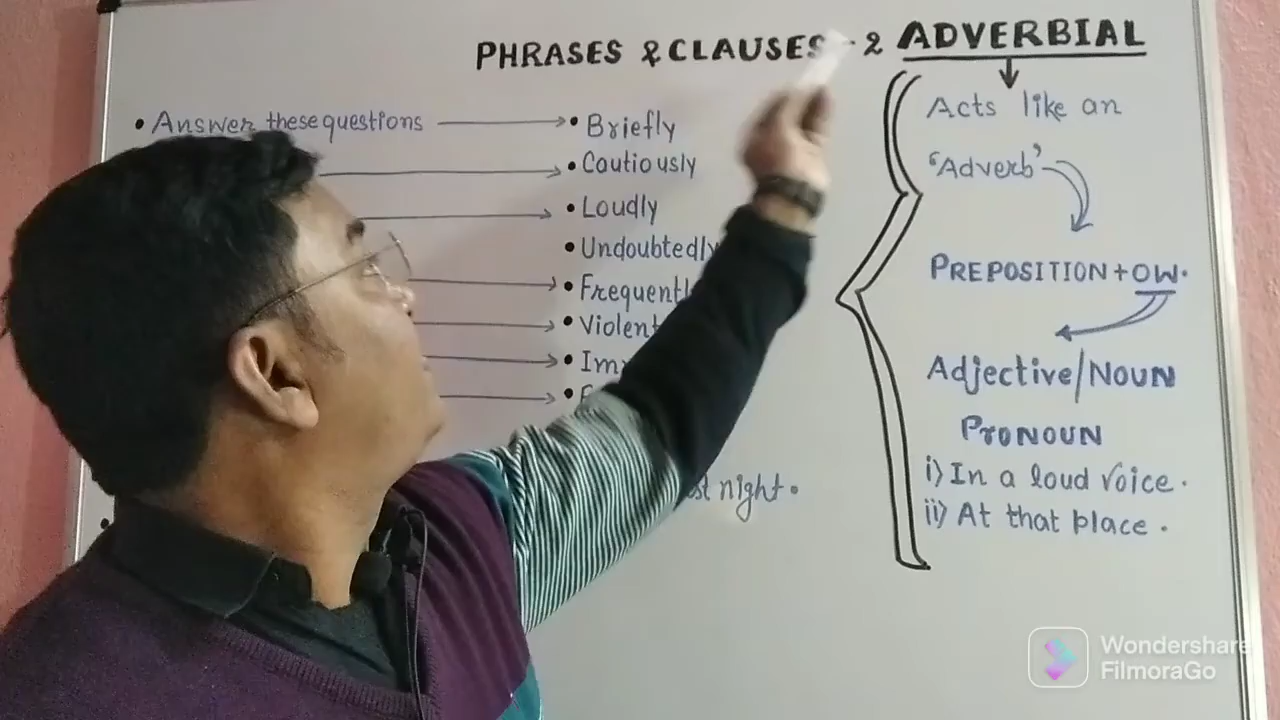 PHRASES & CLAUSES - 2 ADVERBIAL
• Answer these questions
• Briefly
• Cautiously
• Loudly
• Undoubtedly
•
•
•
•
night.
Acts like an
'Adverb'
PREPOSITION + OW.
Adjective/NOUN
PRONOUN
i) In a loud voice.
ii) At that place.
Wondershare
FilmoraGo